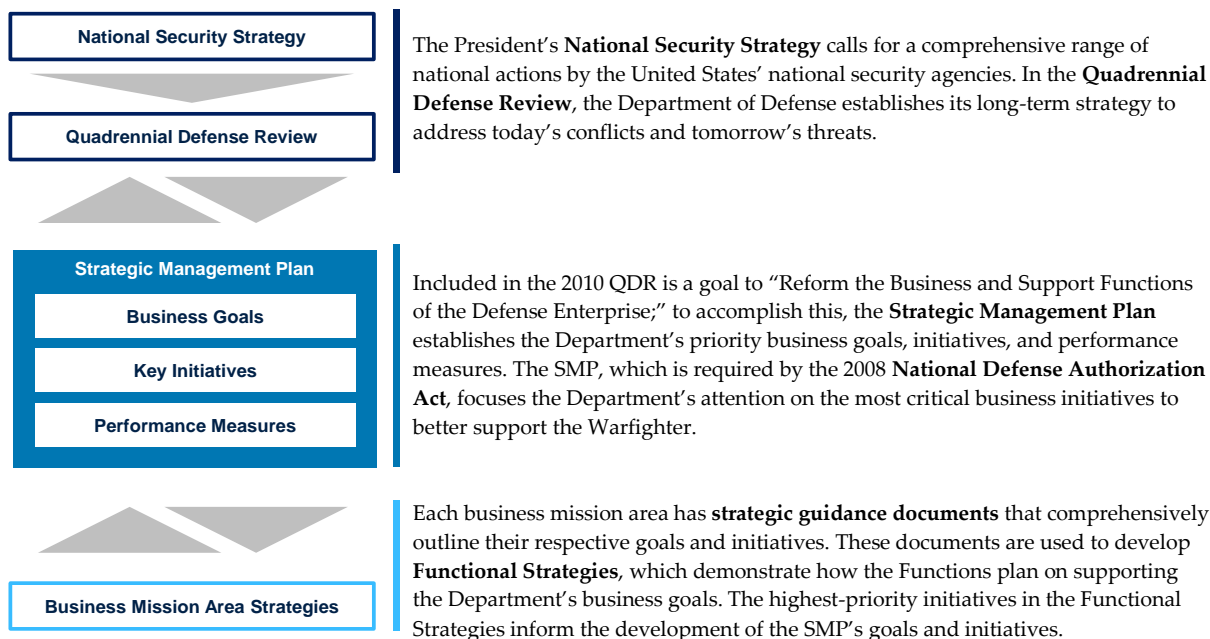 National Security Strategy
Quadrennial Defense Review
The President’s National Security Strategy calls for a comprehensive range of
national actions by the United States’ national security agencies. In the Quadrennial
Defense Review, the Department of Defense establishes its long-term strategy to
address today’s conflicts and tomorrow’s threats.
Strategic Management Plan
Business Goals
Key Initiatives
Performance Measures
Included in the 2010 QDR is a goal to “Reform the Business and Support Functions
of the Defense Enterprise;” to accomplish this, the Strategic Management Plan
establishes the Department’s priority business goals, initiatives, and performance
measures. The SMP, which is required by the 2008 National Defense Authorization
Act, focuses the Department’s attention on the most critical business initiatives to
better support the Warfighter.
Business Mission Area Strategies
Each business mission area has strategic guidance documents that comprehensively
outline their respective goals and initiatives. These documents are used to develop
Functional Strategies, which demonstrate how the Functions plan on supporting
the Department’s business goals. The highest-priority initiatives in the Functional
Strategies inform the development of the SMP’s goals and initiatives.